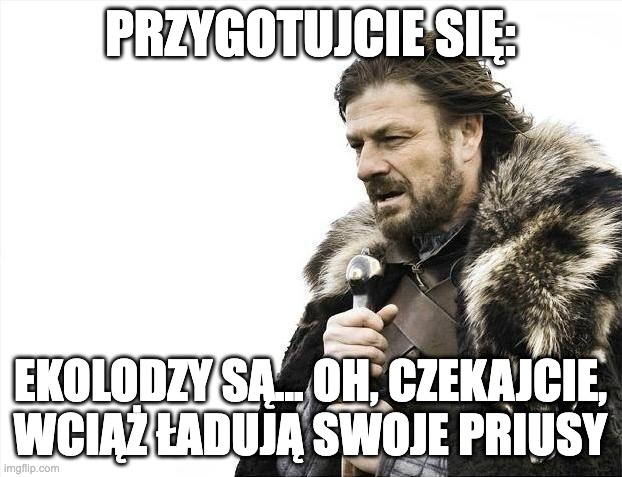 PRZYGOTUJCIE SIĘ:
EKOLODZY SĄ... OH, CZEKAJCIE,
WCIĄŻ ŁADUJĄ SWOJE PRIUSY
imgflip.com